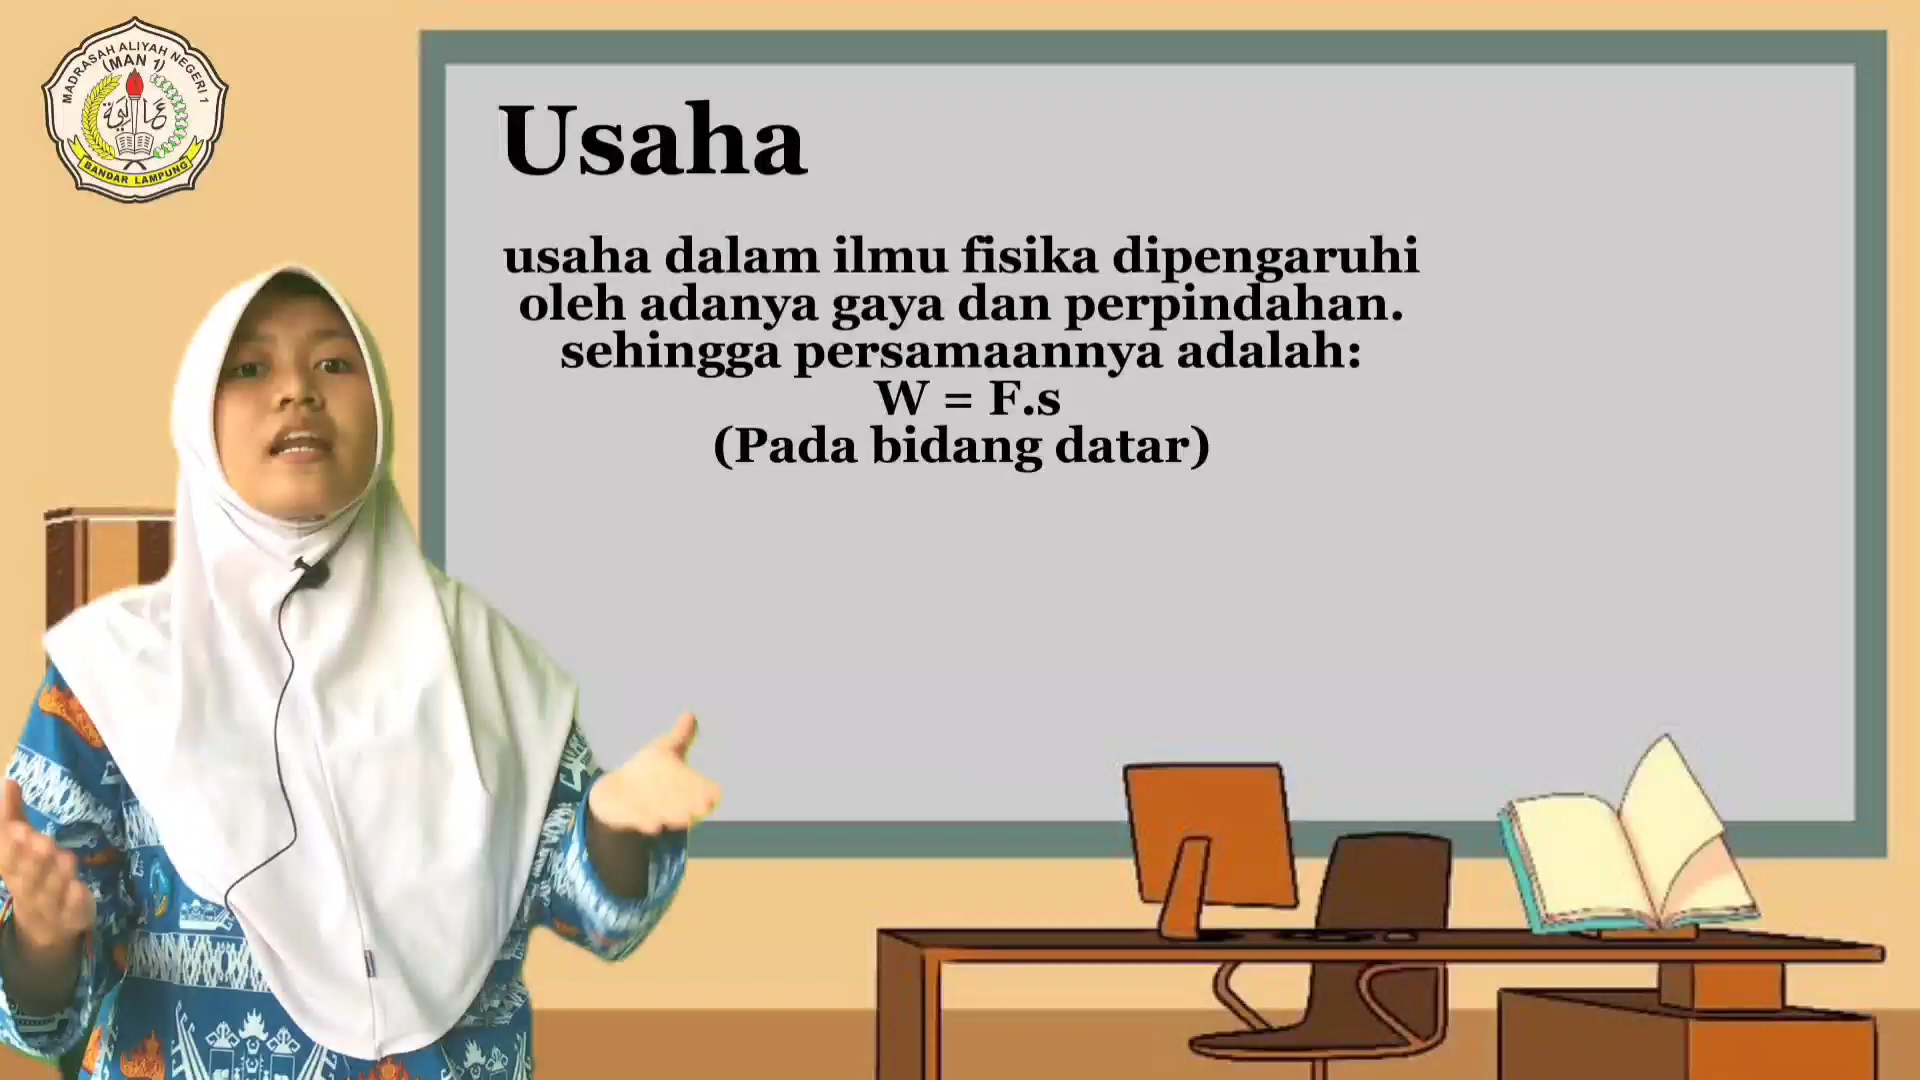 MADRASAH ALIYAH NEGERI 1
(MAN 1)
عالية
BANDAR LAMPUNG
Usaha
usaha dalam ilmu fisika dipengaruhi
oleh adanya gaya dan perpindahan.
sehingga persamaannya adalah:
W = F.s
(Pada bidang datar)